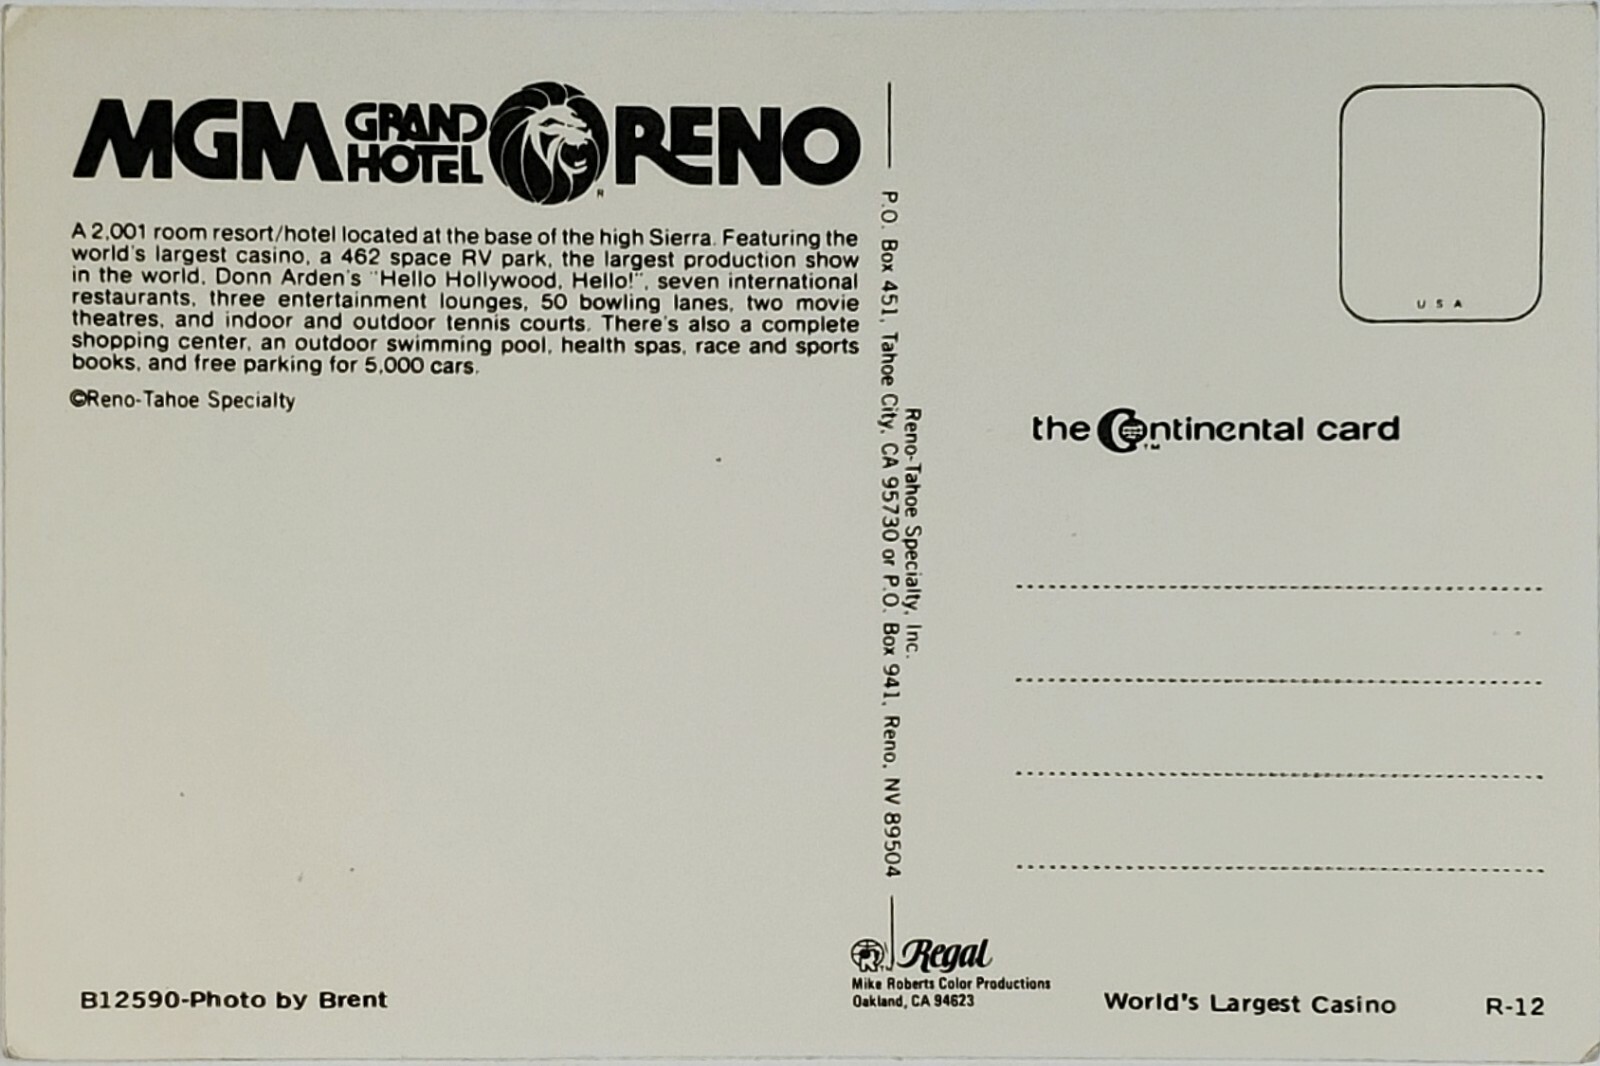 MGM GRAND HOTEL RENO
®
A 2,001 room resort/hotel located at the base of the high Sierra. Featuring the
world's largest casino, a 462 space RV park, the largest production show
in the world, Donn Arden's "Hello Hollywood, Hello!", seven international
restaurants, three entertainment lounges, 50 bowling lanes, two movie
theatres, and indoor and outdoor tennis courts. There's also a complete
shopping center, an outdoor swimming pool, health spas, race and sports
books, and free parking for 5,000 cars.
©Reno-Tahoe Specialty
B12590-Photo by Brent
Reno-Tahoe Specialty, Inc.
P.O. Box 451, Tahoe City, CA 95730 or P.O. Box 941, Reno, NV 89504
Regal
Mike Roberts Color Productions
Oakland, CA 94623
USA
the Continental card
TM
World's Largest Casino
R-12